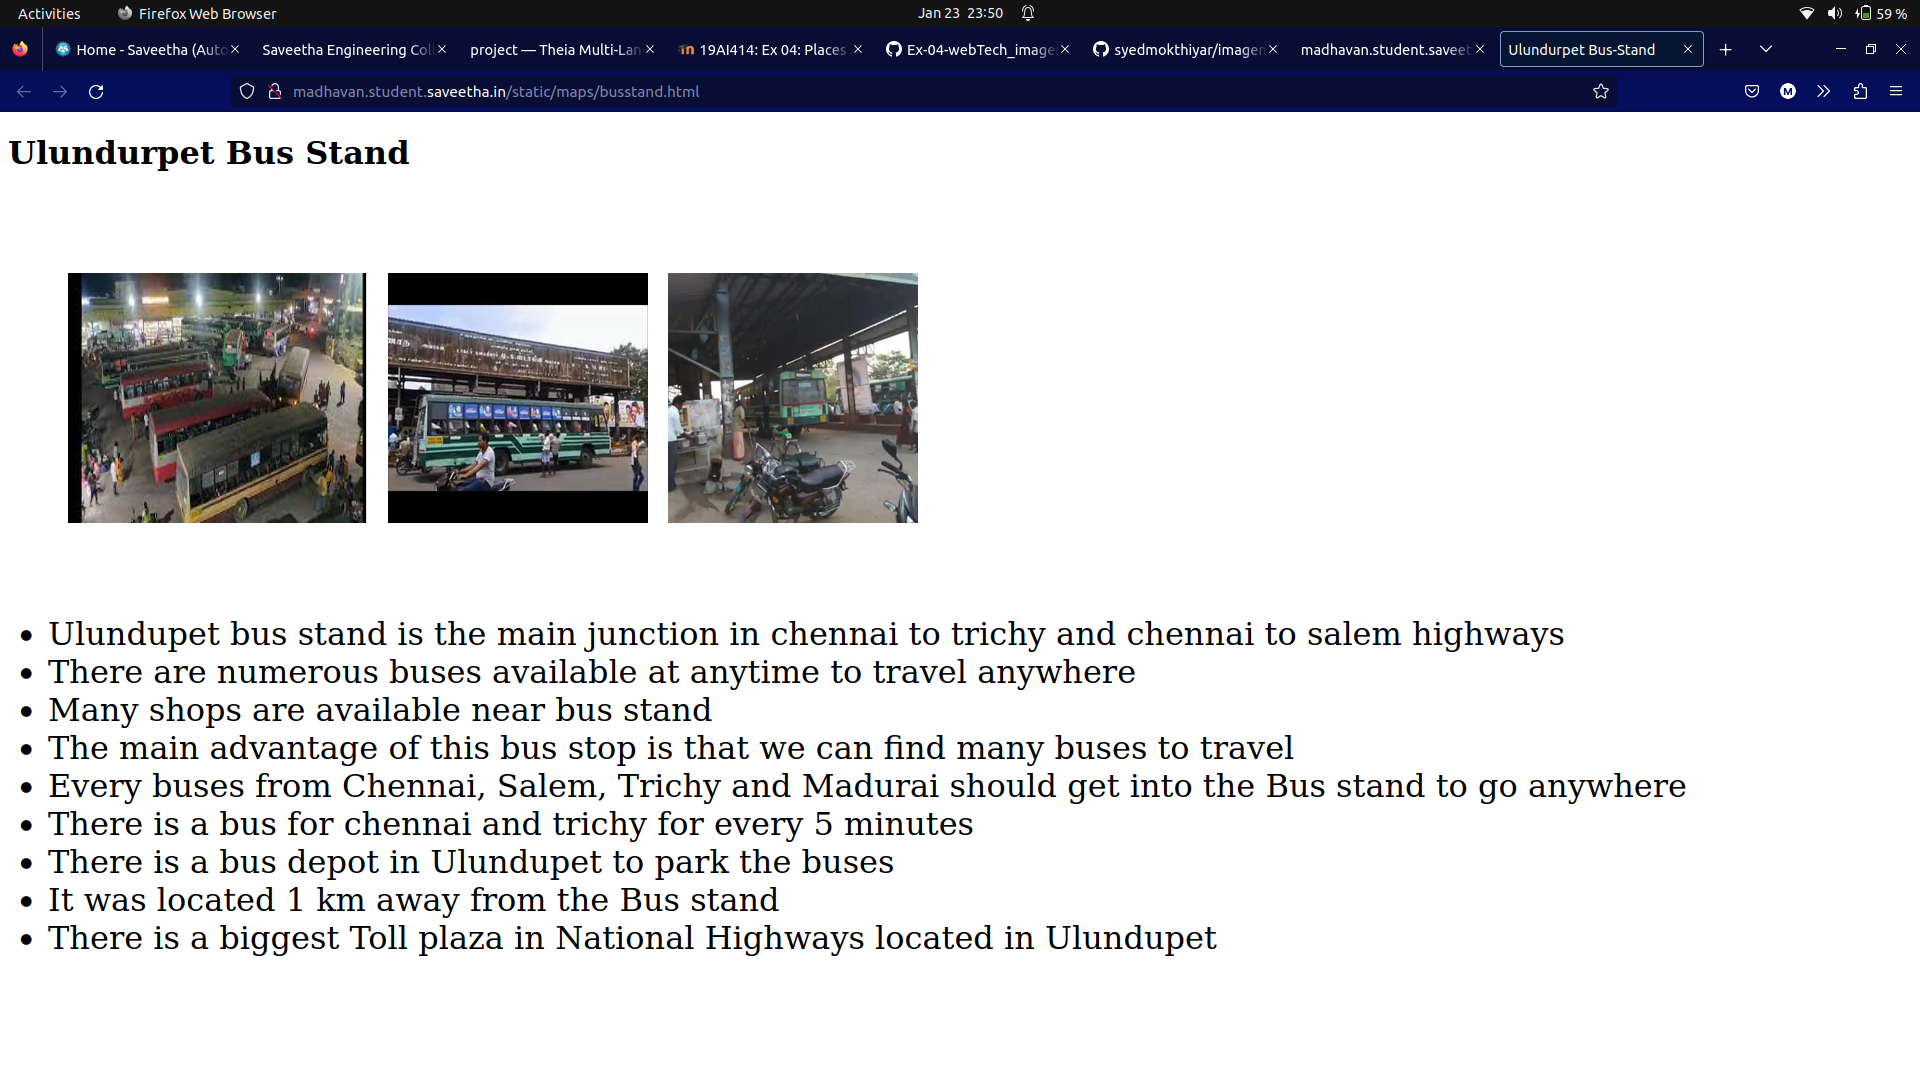 Activities Firefox Web Browser Jan 23 23:50 59 %
Home - Saveetha (Auto Saveetha Engineering Col project — Theia Multi-Lan 19AI414: Ex 04: Places Ex-04-webTech_image syedmokthiyar/imagen madhavan.student.saveet Ulundurpet Bus-Stand
madhavan.student.saveetha.in/static/maps/busstand.html M
Ulundurpet Bus Stand
• Ulundupet bus stand is the main junction in chennai to trichy and chennai to salem highways
• There are numerous buses available at anytime to travel anywhere
• Many shops are available near bus stand
• The main advantage of this bus stop is that we can find many buses to travel
• Every buses from Chennai, Salem, Trichy and Madurai should get into the Bus stand to go anywhere
• There is a bus for chennai and trichy for every 5 minutes
• There is a bus depot in Ulundupet to park the buses
• It was located 1 km away from the Bus stand
• There is a biggest Toll plaza in National Highways located in Ulundupet